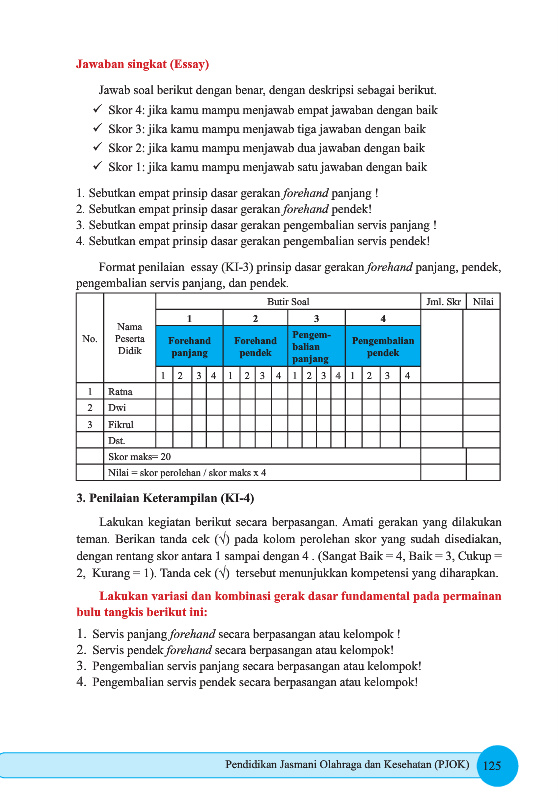 Jawaban singkat (Essay)
Jawab soal berikut dengan benar, dengan deskripsi sebagai berikut.
✓ Skor 4: jika kamu mampu menjawab empat jawaban dengan baik
✓ Skor 3: jika kamu mampu menjawab tiga jawaban dengan baik
✓ Skor 2: jika kamu mampu menjawab dua jawaban dengan baik
✓ Skor 1: jika kamu mampu menjawab satu jawaban dengan baik
1. Sebutkan empat prinsip dasar gerakan forehand panjang !
2. Sebutkan empat prinsip dasar gerakan forehand pendek!
3. Sebutkan empat prinsip dasar gerakan pengembalian servis panjang !
4. Sebutkan empat prinsip dasar gerakan pengembalian servis pendek!
Format penilaian essay (KI-3) prinsip dasar gerakan forehand panjang, pendek,
pengembalian servis panjang, dan pendek.
No. Nama Peserta Didik Butir Soal Jml. Skr Nilai
1 2 3 4
Forehand panjang Forehand pendek Pengem-balian panjang Pengembalian pendek
1 2 3 4 1 2 3 4 1 2 3 4 1 2 3 4
1 Ratna
2 Dwi
3 Fikrul
Dst.
Skor maks= 20
Nilai = skor perolehan / skor maks x 4
3. Penilaian Keterampilan (KI-4)
Lakukan kegiatan berikut secara berpasangan. Amati gerakan yang dilakukan
teman. Berikan tanda cek (√) pada kolom perolehan skor yang sudah disediakan,
dengan rentang skor antara 1 sampai dengan 4 . (Sangat Baik = 4, Baik = 3, Cukup =
2, Kurang = 1). Tanda cek (√) tersebut menunjukkan kompetensi yang diharapkan.
Lakukan variasi dan kombinasi gerak dasar fundamental pada permainan
bulu tangkis berikut ini:
1. Servis panjang forehand secara berpasangan atau kelompok !
2. Servis pendek forehand secara berpasangan atau kelompok!
3. Pengembalian servis panjang secara berpasangan atau kelompok!
4. Pengembalian servis pendek secara berpasangan atau kelompok!
Pendidikan Jasmani Olahraga dan Kesehatan (PJOK) 125